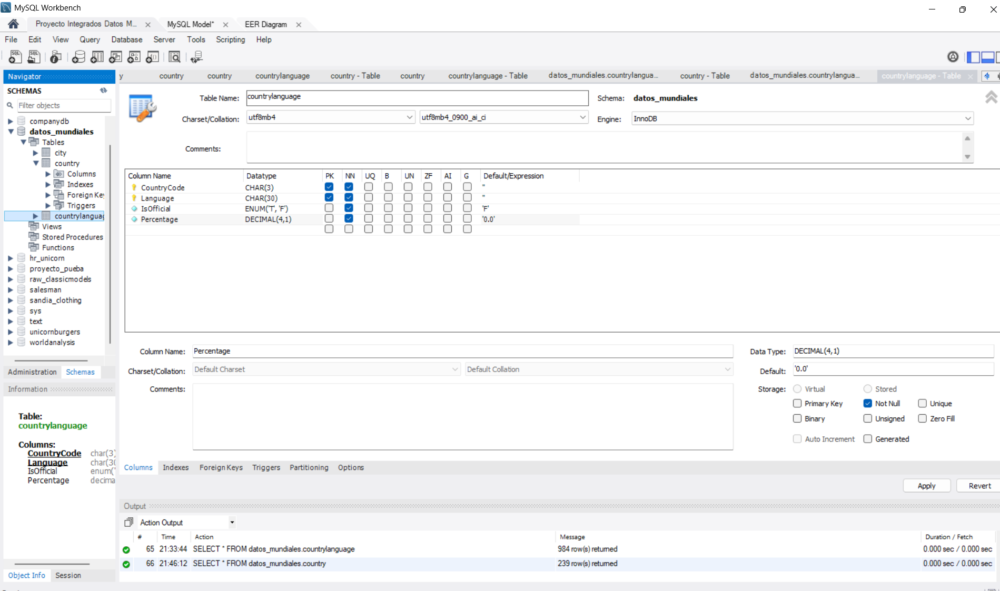 MySQL Workbench
Proyecto Integrados Datos M...
MySQL Model*
EER Diagram
File Edit View Query Database Server Tools Scripting Help
Navigator
y country country countrylanguage country - Table country countrylanguage - Table datos_mundiales.countrylangua... country - Table datos_mundiales.countrylangua... countrylanguage - Table
SCHEMAS
Filter objects
companydb
datos_mundiales
Tables
city
country
Columns
Indexes
Foreign Key
Triggers
countrylanguag
Views
Stored Procedures
Functions
hr_unicorn
proyecto_pueba
raw_classicmodels
salesman
sandia_clothing
sys
text
unicornburgers
worldanalysis
Administration Schemas
Information
Table:
countrylanguage
Columns:
CountryCode char(3)
Language char(30
IsOfficial enum('
Percentage decima
Object Info Session
Table Name: countrylanguage Schema: datos_mundiales
Charset/Collation: utf8mb4 utf8mb4_0900_ai_ci Engine: InnoDB
Comments:
Column Name Datatype PK NN UQ B UN ZF AI G Default/Expression
CountryCode CHAR(3) ''
Language CHAR(30) ''
IsOfficial ENUM('T', 'F') 'F'
Percentage DECIMAL(4,1) '0.0'
Column Name: Percentage Data Type: DECIMAL(4,1)
Charset/Collation: Default Charset Default Collation Default: '0.0'
Comments: Storage: Virtual Stored
Primary Key Not Null Unique
Binary Unsigned Zero Fill
Auto Increment Generated
Columns Indexes Foreign Keys Triggers Partitioning Options
Apply Revert
Output
Action Output
# Time Action Message Duration / Fetch
65 21:33:44 SELECT * FROM datos_mundiales.countrylanguage 984 row(s) returned 0.000 sec / 0.000 sec
66 21:46:12 SELECT * FROM datos_mundiales.country 239 row(s) returned 0.000 sec / 0.000 sec